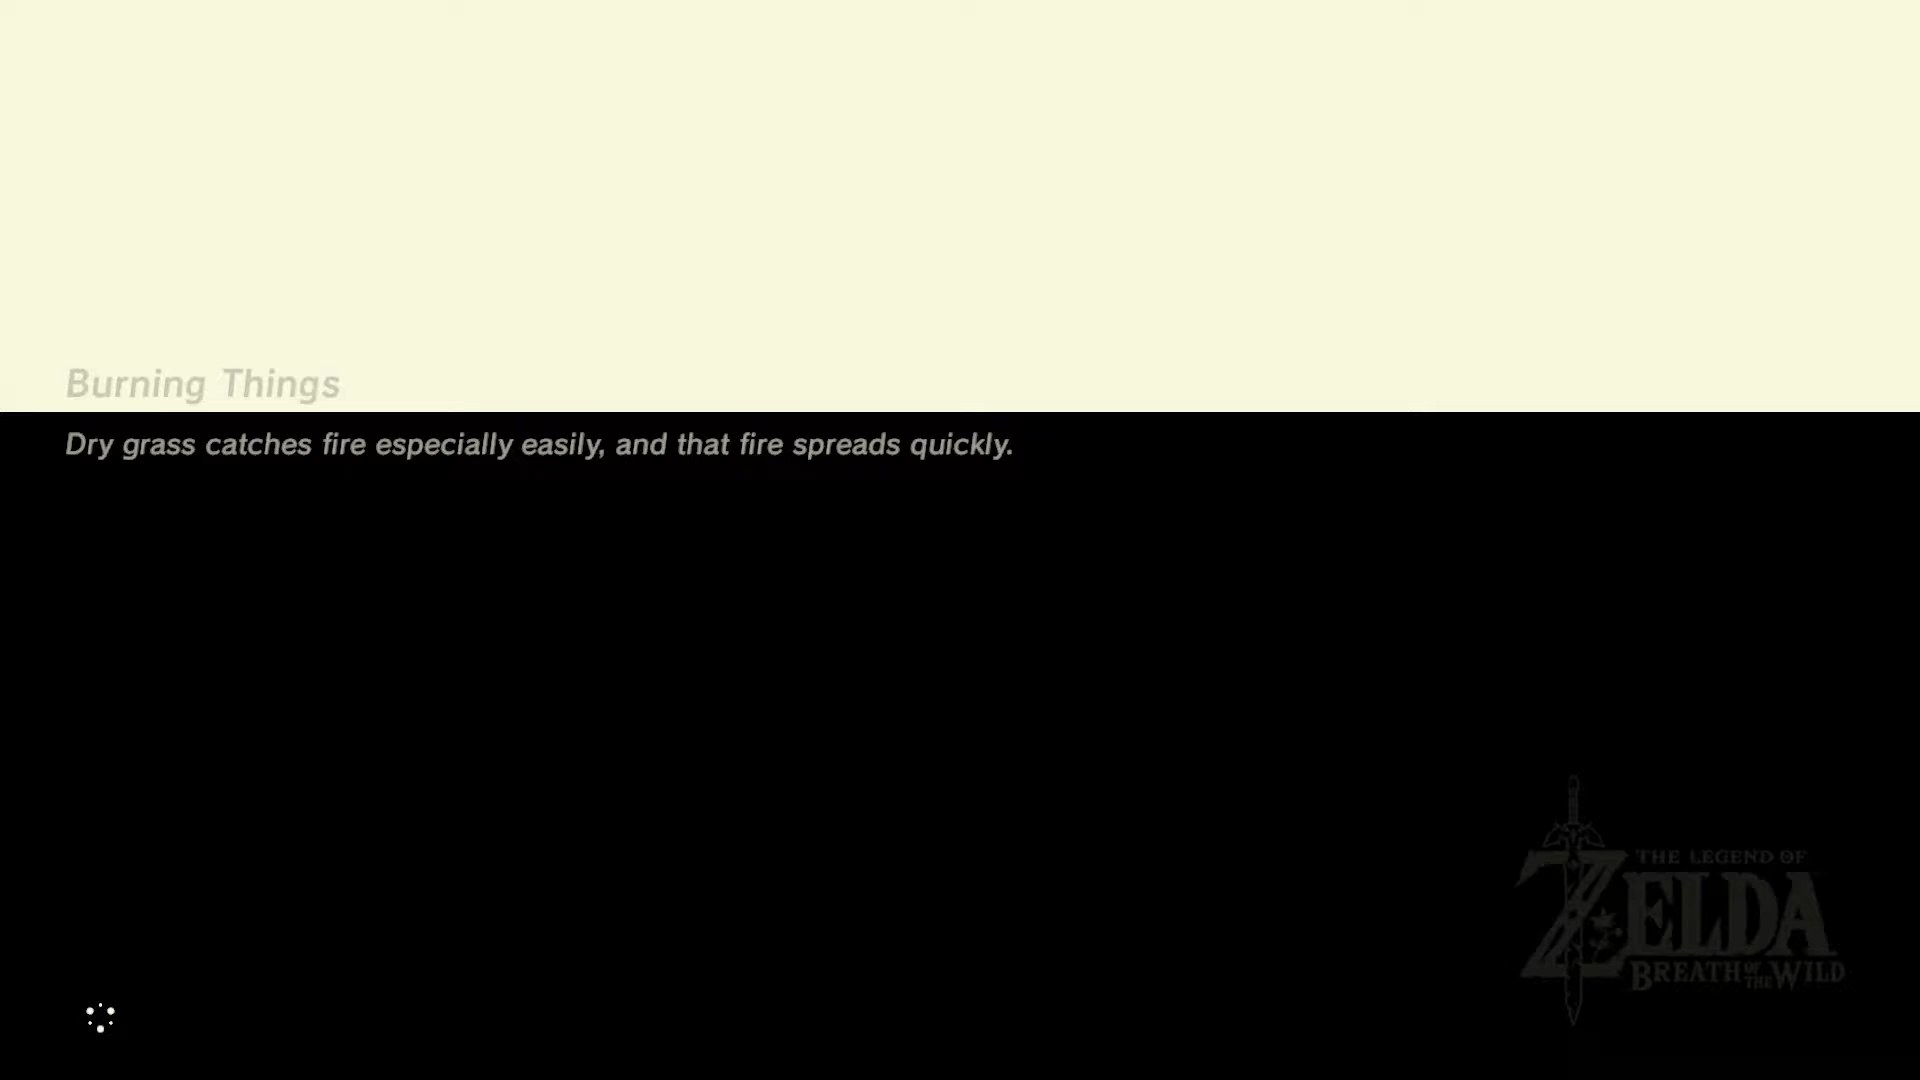 Burning Things
Dry grass catches fire especially easily, and that fire spreads quickly.
THE LEGEND OF
ZELDA
BREATH OF THE WILD